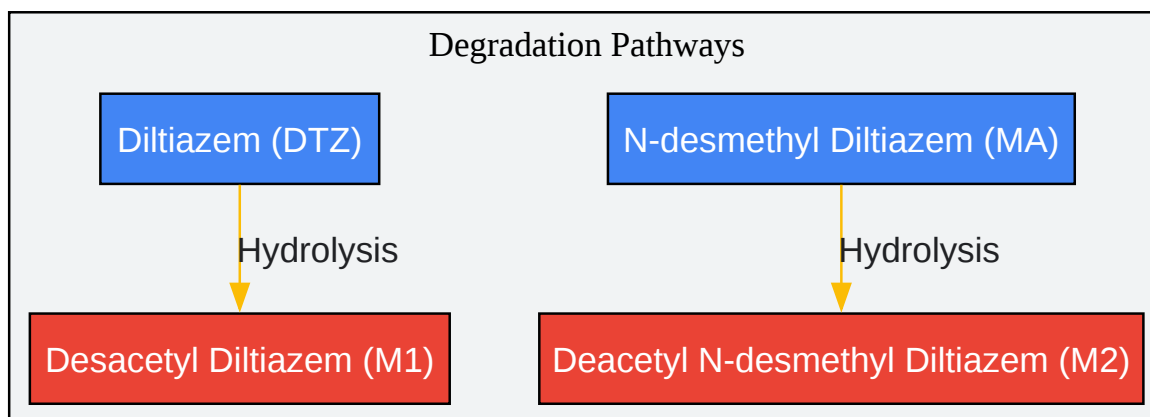 Degradation Pathways
Diltiazem (DTZ)
N-desmethyl Diltiazem (MA)
Hydrolysis
Hydrolysis
Desacetyl Diltiazem (M1)
Deacetyl N-desmethyl Diltiazem (M2)